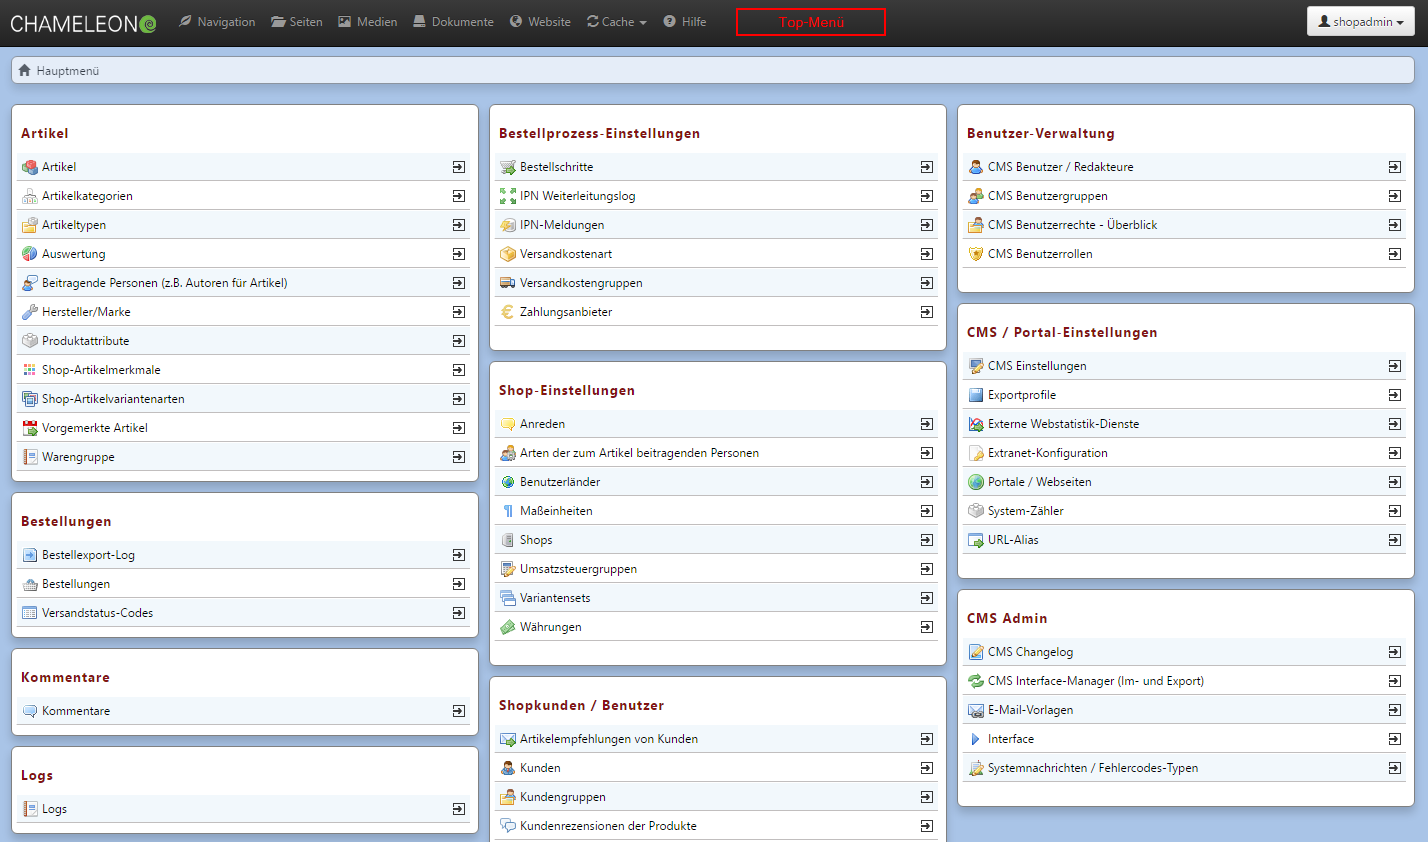 CHAMELEON Navigation Seiten Medien Dokumente Website Cache Hilfe Top-Menü shopadmin
Hauptmenü
Artikel
Artikel
Artikelkategorien
Artikeltypen
Auswertung
Beitragende Personen (z.B. Autoren für Artikel)
Hersteller/Marke
Produktattribute
Shop-Artikelmerkmale
Shop-Artikelvariantenarten
Vorgemerkte Artikel
Warengruppe
Bestellungen
Bestellexport-Log
Bestellungen
Versandstatus-Codes
Kommentare
Kommentare
Logs
Logs
Bestellprozess-Einstellungen
Bestellschritte
IPN Weiterleitungslog
IPN-Meldungen
Versandkostenart
Versandkostengruppen
Zahlungsanbieter
Shop-Einstellungen
Anreden
Arten der zum Artikel beitragenden Personen
Benutzerländer
Maßeinheiten
Shops
Umsatzsteuergruppen
Variantensets
Währungen
Shopkunden / Benutzer
Artikelempfehlungen von Kunden
Kunden
Kundengruppen
Kundenrezensionen der Produkte
Benutzer-Verwaltung
CMS Benutzer / Redakteure
CMS Benutzergruppen
CMS Benutzerrechte - Überblick
CMS Benutzerrollen
CMS / Portal-Einstellungen
CMS Einstellungen
Exportprofile
Externe Webstatistik-Dienste
Extranet-Konfiguration
Portale / Webseiten
System-Zähler
URL-Alias
CMS Admin
CMS Changelog
CMS Interface-Manager (Im- und Export)
E-Mail-Vorlagen
Interface
Systemnachrichten / Fehlercodes-Typen